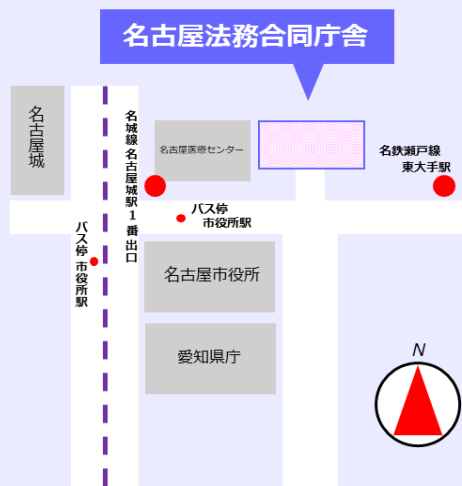 名古屋法務合同庁舎
名古屋城
名城線名古屋城駅1番出口
名古屋医療センター
名鉄瀬戸線
東大手駅
バス停
市役所駅
バス停 市役所駅
名古屋市役所
愛知県庁
N